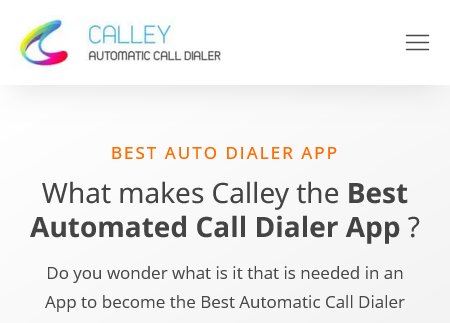 CALLEY
AUTOMATIC CALL DIALER
BEST AUTO DIALER APP
What makes Calley the Best
Automated Call Dialer App ?
Do you wonder what is it that is needed in an
App to become the Best Automatic Call Dialer